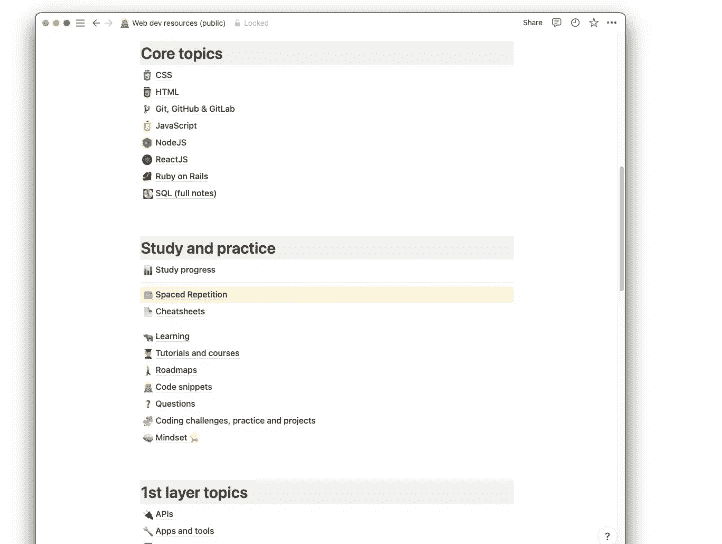 Web dev resources (public) Locked Share
Core topics
CSS
HTML
Git, GitHub & GitLab
JavaScript
NodeJS
ReactJS
Ruby on Rails
SQL (full notes)
Study and practice
Study progress
Spaced Repetition
Cheatsheets
Learning
Tutorials and courses
Roadmaps
Code snippets
? Questions
Coding challenges, practice and projects
Mindset
1st layer topics
APIs
Apps and tools
?